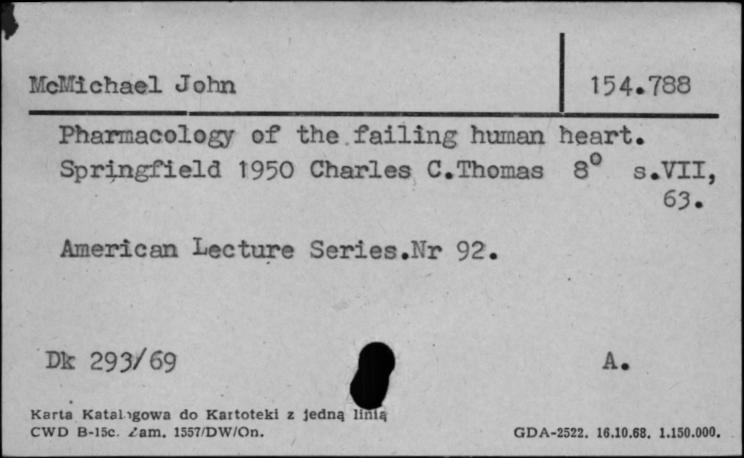 McMichael John 154.788
Pharmacology of the failing human heart.
Springfield 1950 Charles C.Thomas 8° s.VII,
63.
American Lecture Series.Nr 92.
Dk 293/69 A.
Karta Katalogowa do Kartoteki z jedną linią
CWD B-15c. Zam. 1557/DW/On. GDA-2522. 16.10.68. 1.150.000.